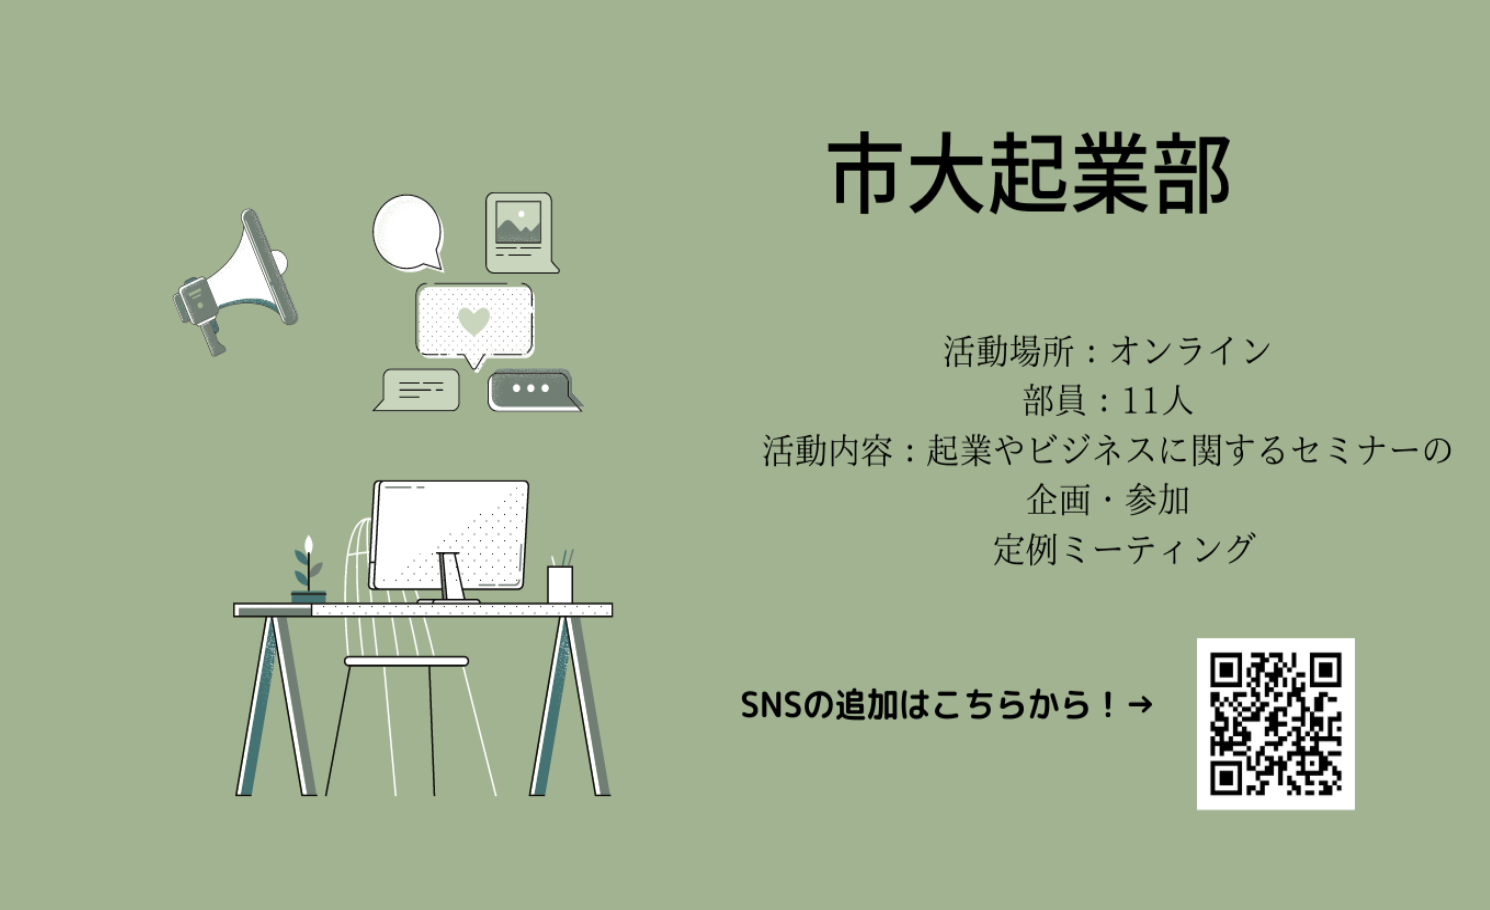 市大起業部
活動場所：オンライン
部員：11人
活動内容：起業やビジネスに関するセミナーの
企画・参加
定例ミーティング
SNSの追加はこちらから！→